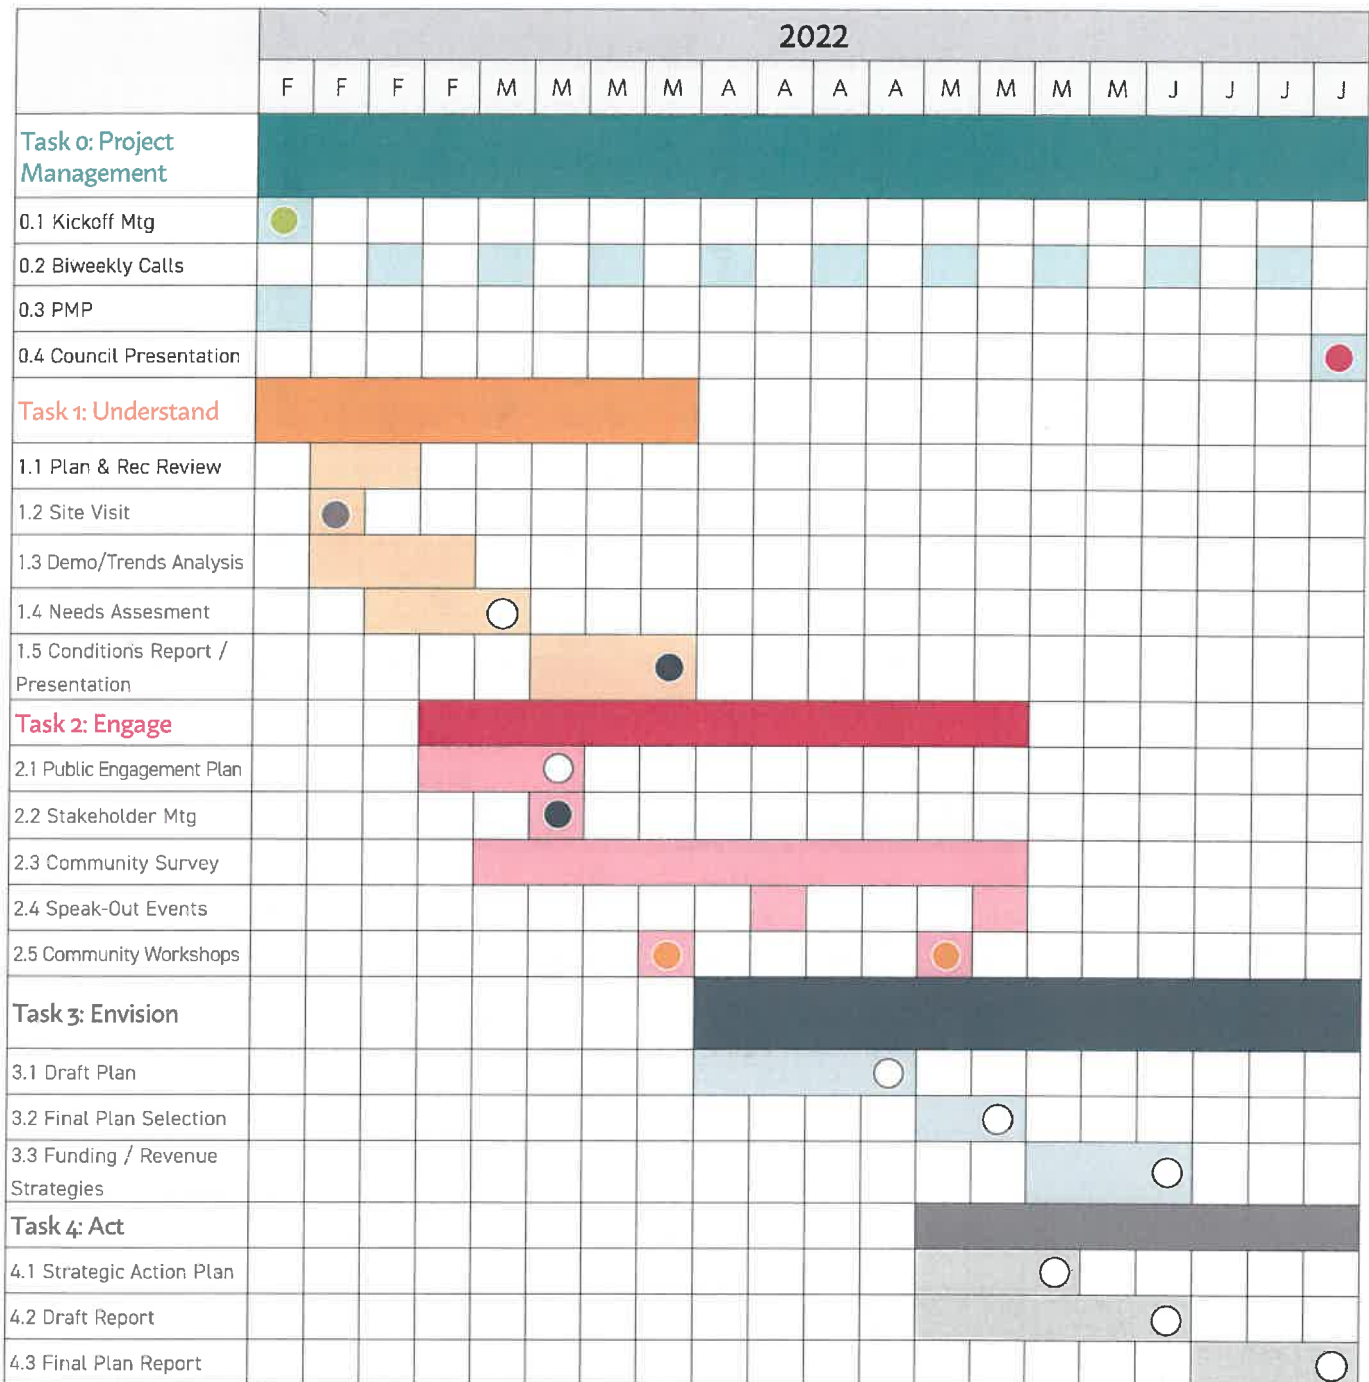 2022
F F F F M M M M A A A A M M M M J J J J
Task 0: Project
Management
0.1 Kickoff Mtg
0.2 Biweekly Calls
0.3 PMP
0.4 Council Presentation
Task 1: Understand
1.1 Plan & Rec Review
1.2 Site Visit
1.3 Demo/Trends Analysis
1.4 Needs Assesment
1.5 Conditions Report /
Presentation
Task 2: Engage
2.1 Public Engagement Plan
2.2 Stakeholder Mtg
2.3 Community Survey
2.4 Speak-Out Events
2.5 Community Workshops
Task 3: Envision
3.1 Draft Plan
3.2 Final Plan Selection
3.3 Funding / Revenue
Strategies
Task 4: Act
4.1 Strategic Action Plan
4.2 Draft Report
4.3 Final Plan Report